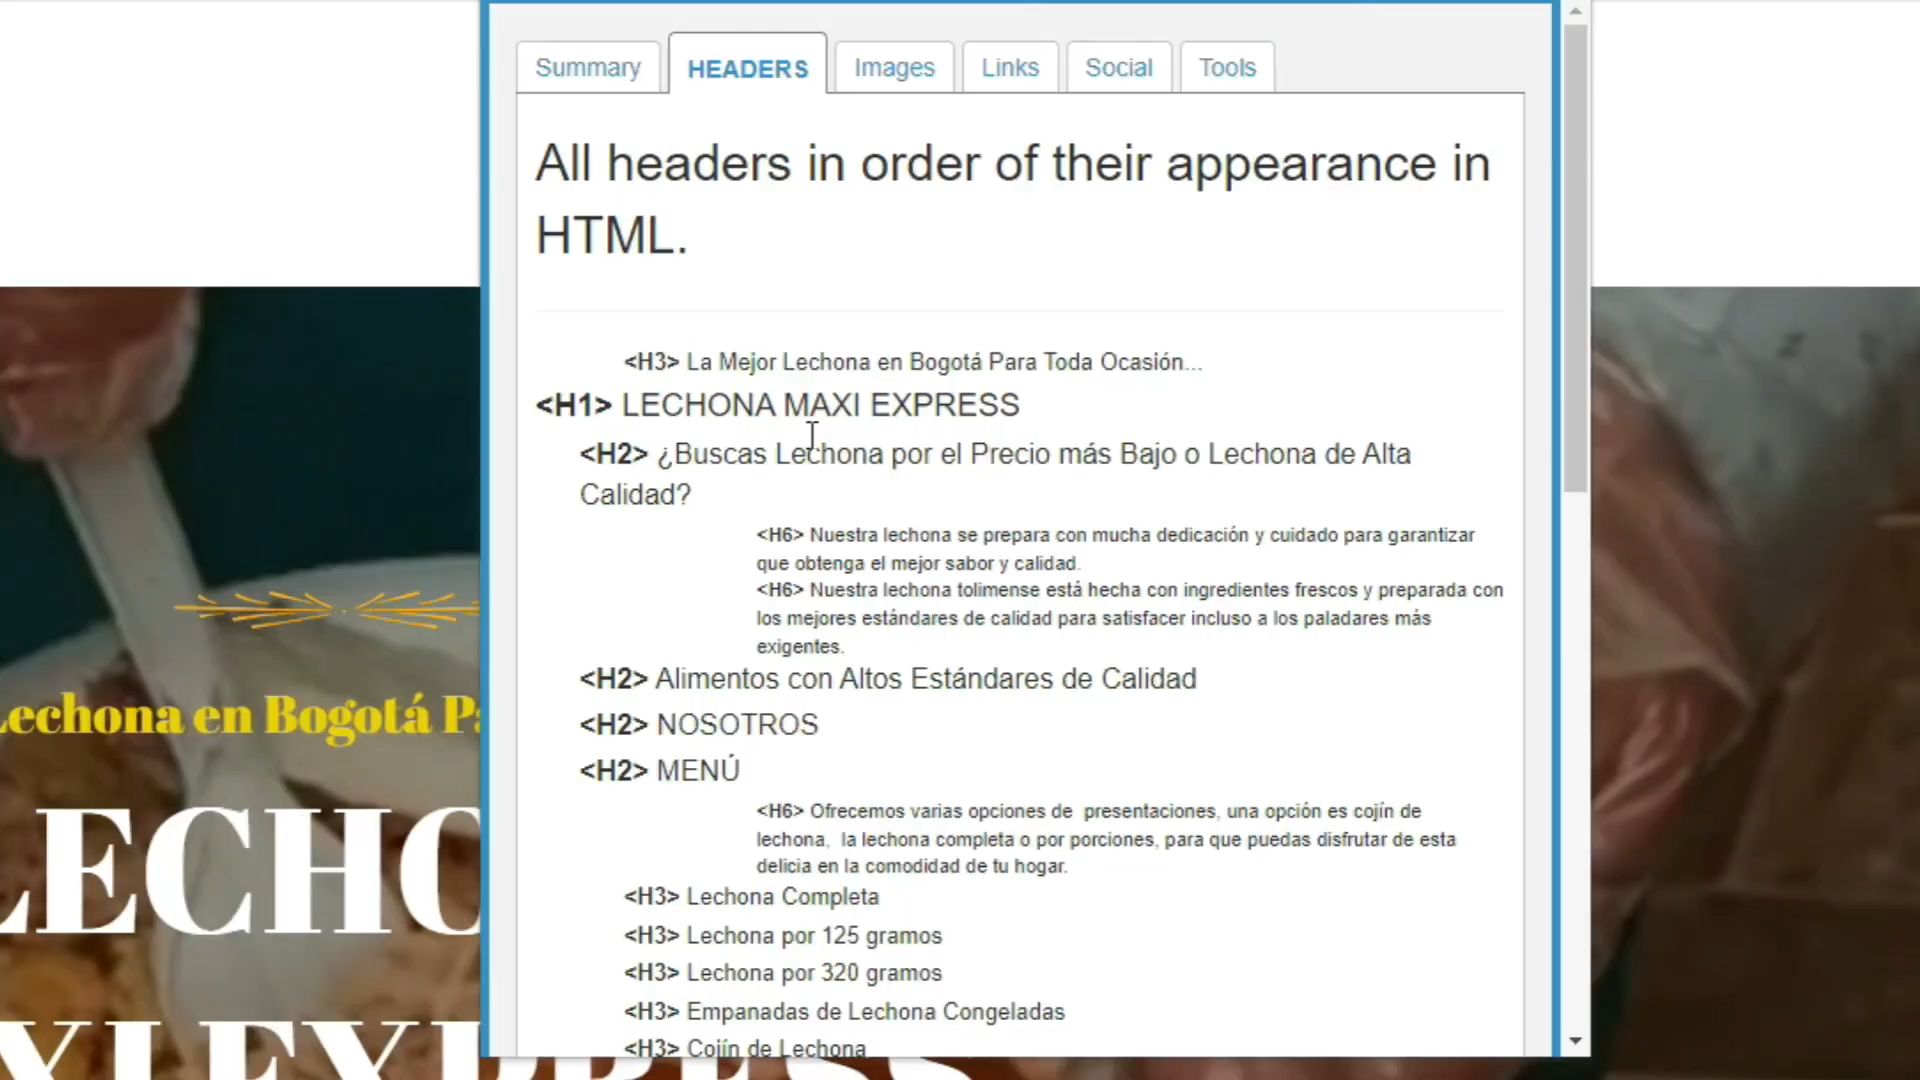 Summary HEADERS Images Links Social Tools
All headers in order of their appearance in
HTML.
<H3> La Mejor Lechona en Bogotá Para Toda Ocasión...
<H1> LECHONA MAXI EXPRESS
<H2> ¿Buscas Lechona por el Precio más Bajo o Lechona de Alta
Calidad?
<H6> Nuestra lechona se prepara con mucha dedicación y cuidado para garantizar
que obtenga el mejor sabor y calidad.
<H6> Nuestra lechona tolimense está hecha con ingredientes frescos y preparada con
los mejores estándares de calidad para satisfacer incluso a los paladares más
exigentes.
<H2> Alimentos con Altos Estándares de Calidad
<H2> NOSOTROS
<H2> MENÚ
<H6> Ofrecemos varias opciones de  presentaciones, una opción es cojín de
lechona,  la lechona completa o por porciones, para que puedas disfrutar de esta
delicia en la comodidad de tu hogar.
<H3> Lechona Completa
<H3> Lechona por 125 gramos
<H3> Lechona por 320 gramos
<H3> Empanadas de Lechona Congeladas
<H3> Cojín de Lechona
echona en Bogotá Pa
LECHO
XI EXPRESS